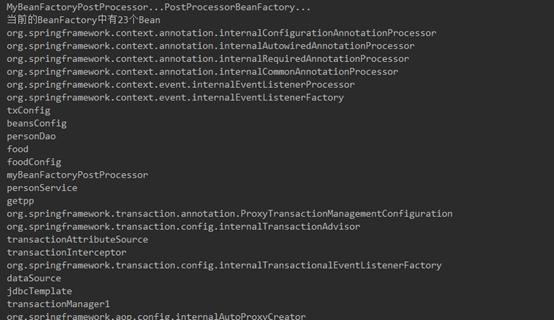 MyBeanFactoryPostProcessor...PostProcessorBeanFactory...
当前的BeanFactory中有23个Bean
org.springframework.context.annotation.internalConfigurationAnnotationProcessor
org.springframework.context.annotation.internalAutowiredAnnotationProcessor
org.springframework.context.annotation.internalRequiredAnnotationProcessor
org.springframework.context.annotation.internalCommonAnnotationProcessor
org.springframework.context.event.internalEventListenerProcessor
org.springframework.context.event.internalEventListenerFactory
txConfig
beansConfig
personDao
food
foodConfig
myBeanFactoryPostProcessor
personService
getpp
org.springframework.transaction.annotation.ProxyTransactionManagementConfiguration
org.springframework.transaction.config.internalTransactionAdvisor
transactionAttributeSource
transactionInterceptor
org.springframework.transaction.config.internalTransactionalEventListenerFactory
dataSource
jdbcTemplate
transactionManager1
org.springframework.aop.config.internalAutoProxyCreator